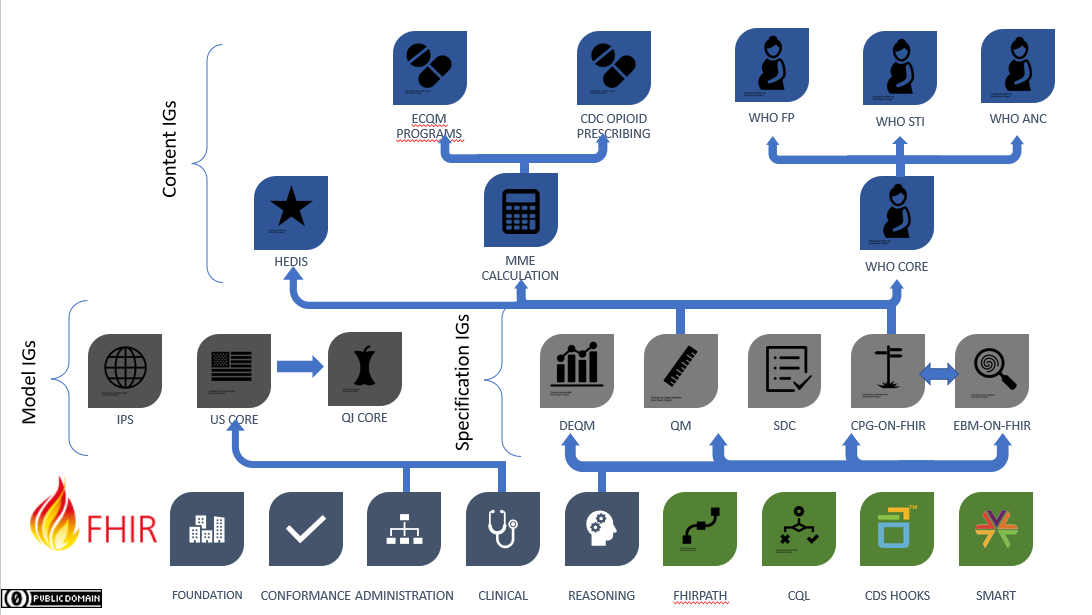 Content IGs
ECQM
PROGRAMS
CDC OPIOID
PRESCRIBING
WHO FP
WHO STI
WHO ANC
HEDIS
MME
CALCULATION
WHO CORE
Model IGs
Specification IGs
IPS
US CORE
QI CORE
DEQM
QM
SDC
CPG-ON-FHIR
EBM-ON-FHIR
FHIR
TM
FOUNDATION
CONFORMANCE
ADMINISTRATION
CLINICAL
REASONING
FHIRPATH
CQL
CDS HOOKS
SMART
PUBLIC DOMAIN